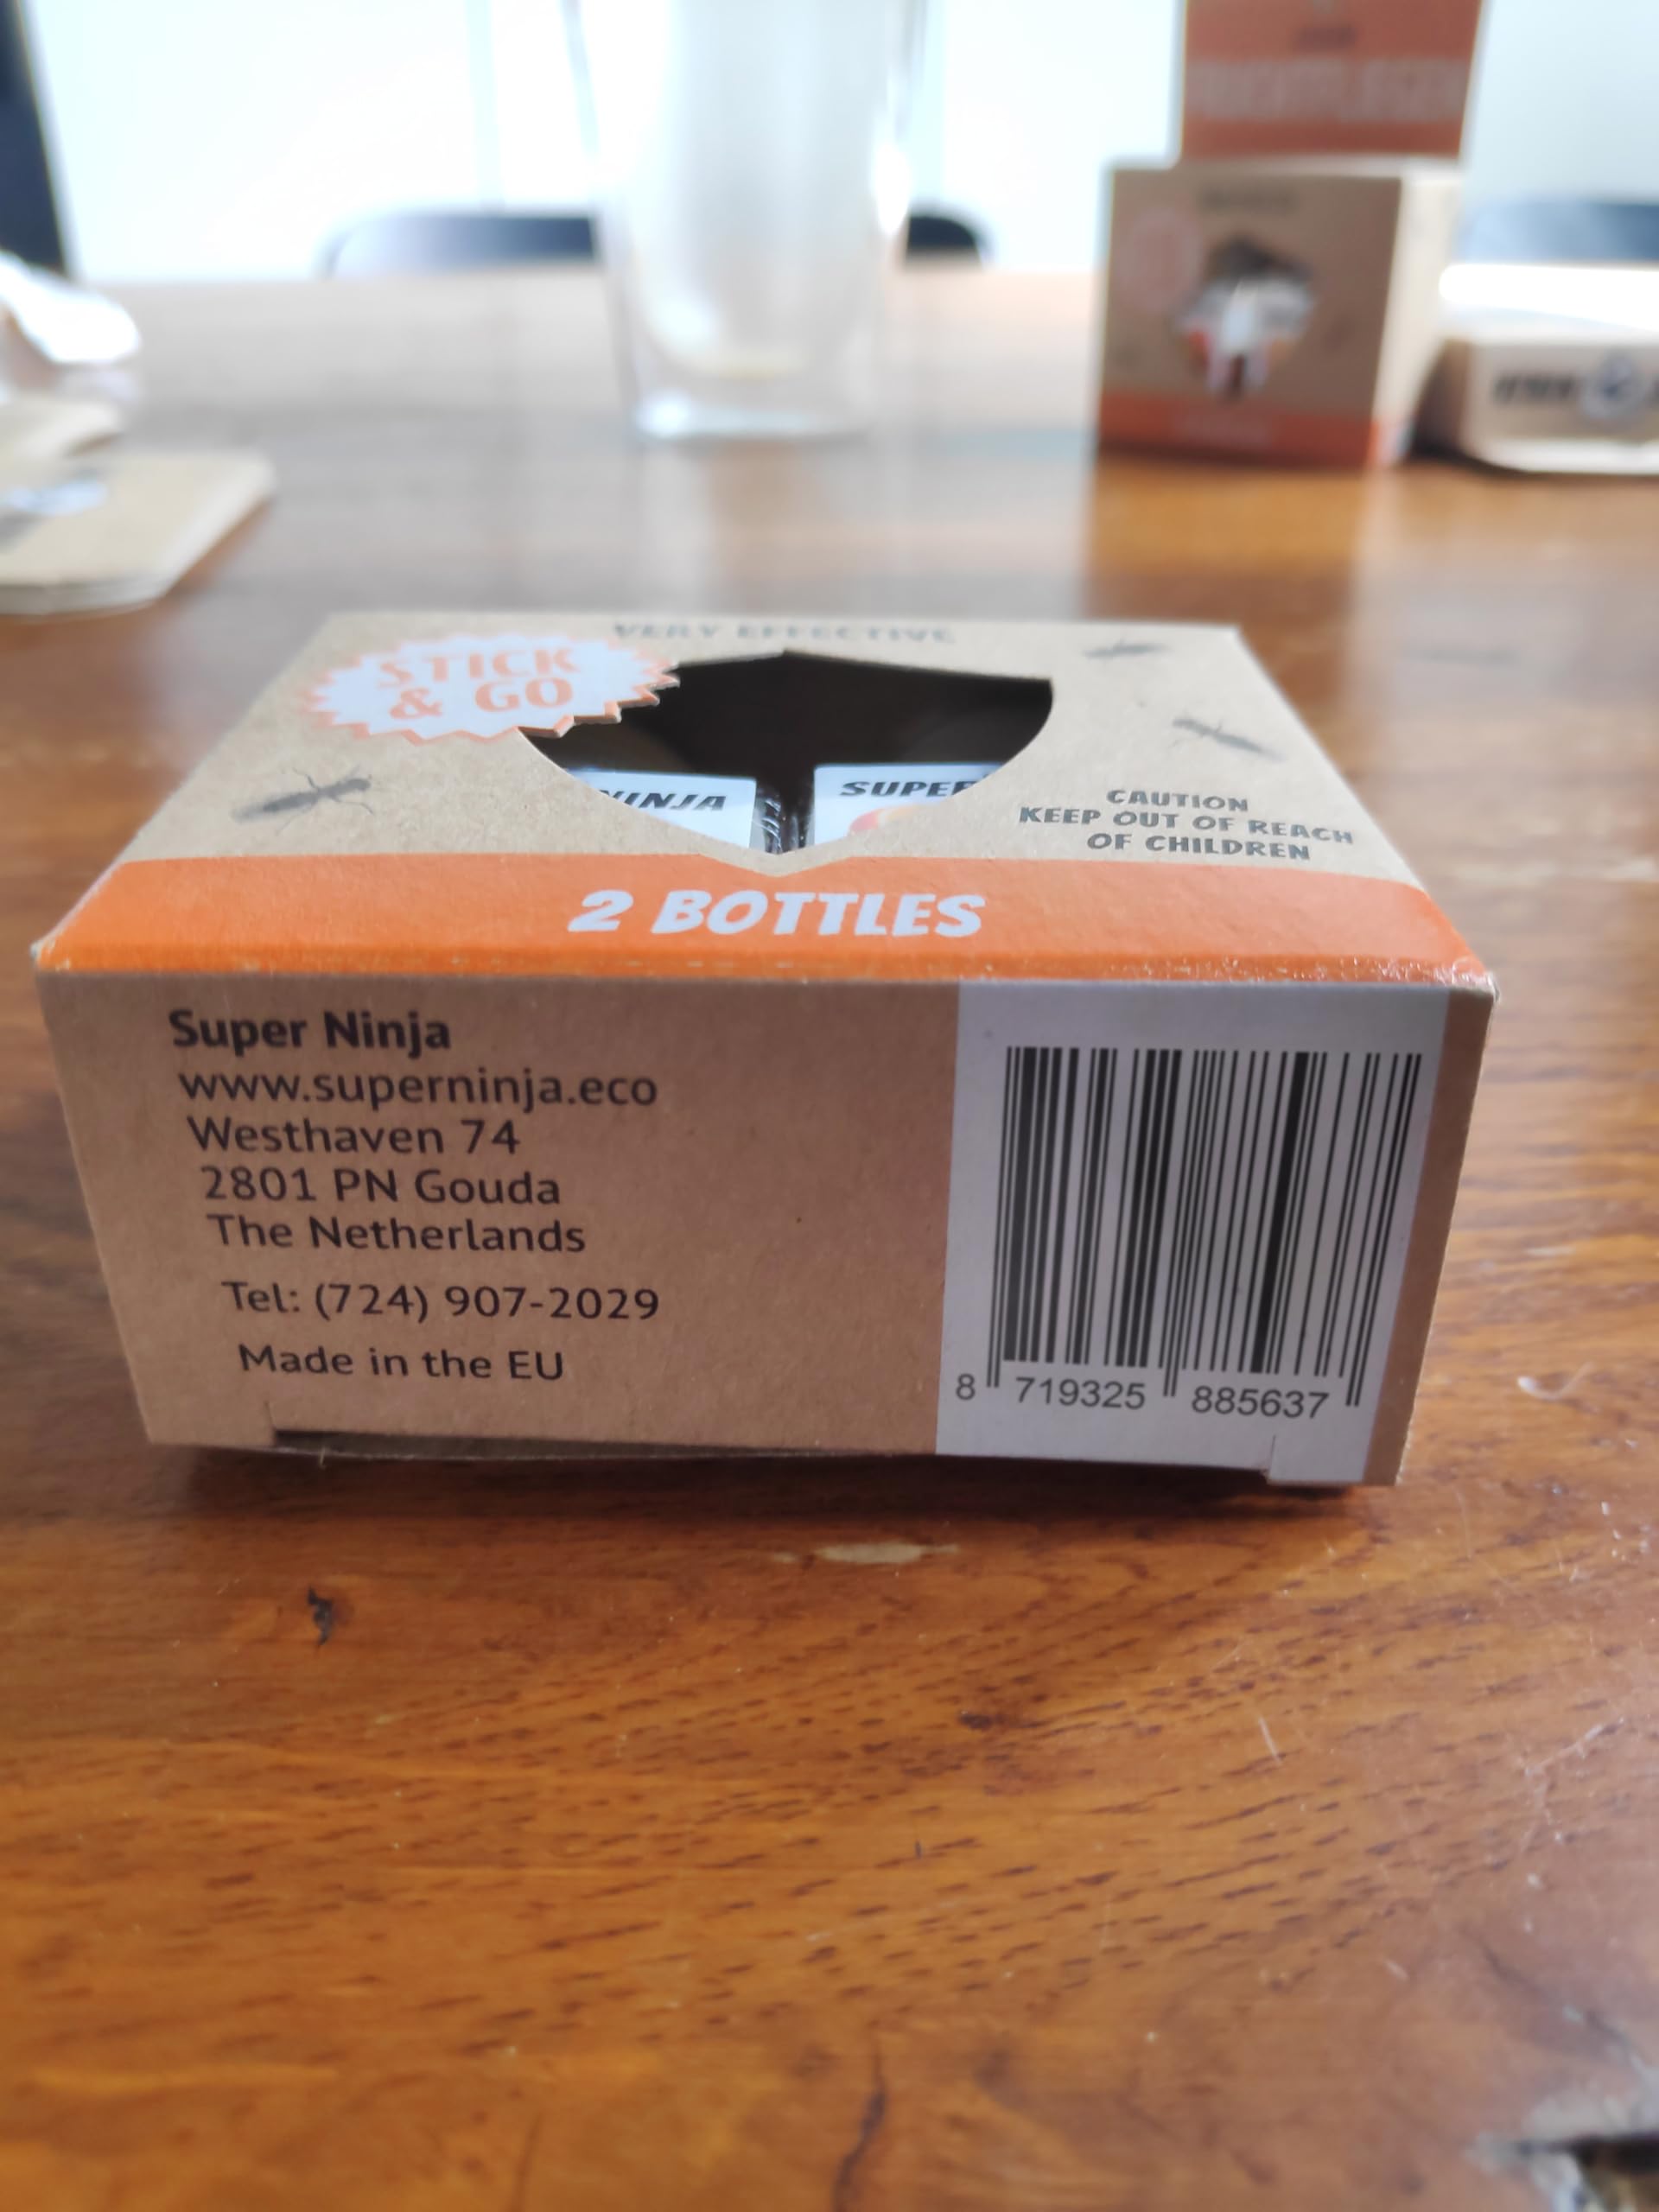 VERY EFFECTIVE
STICK
& GO
NINJA
SUPER
CAUTION
KEEP OUT OF REACH
OF CHILDREN
2 BOTTLES
Super Ninja
www.superninja.eco
Westhaven 74
2801 PN Gouda
The Netherlands
Tel: (724) 907-2029
Made in the EU
8 719325 885637